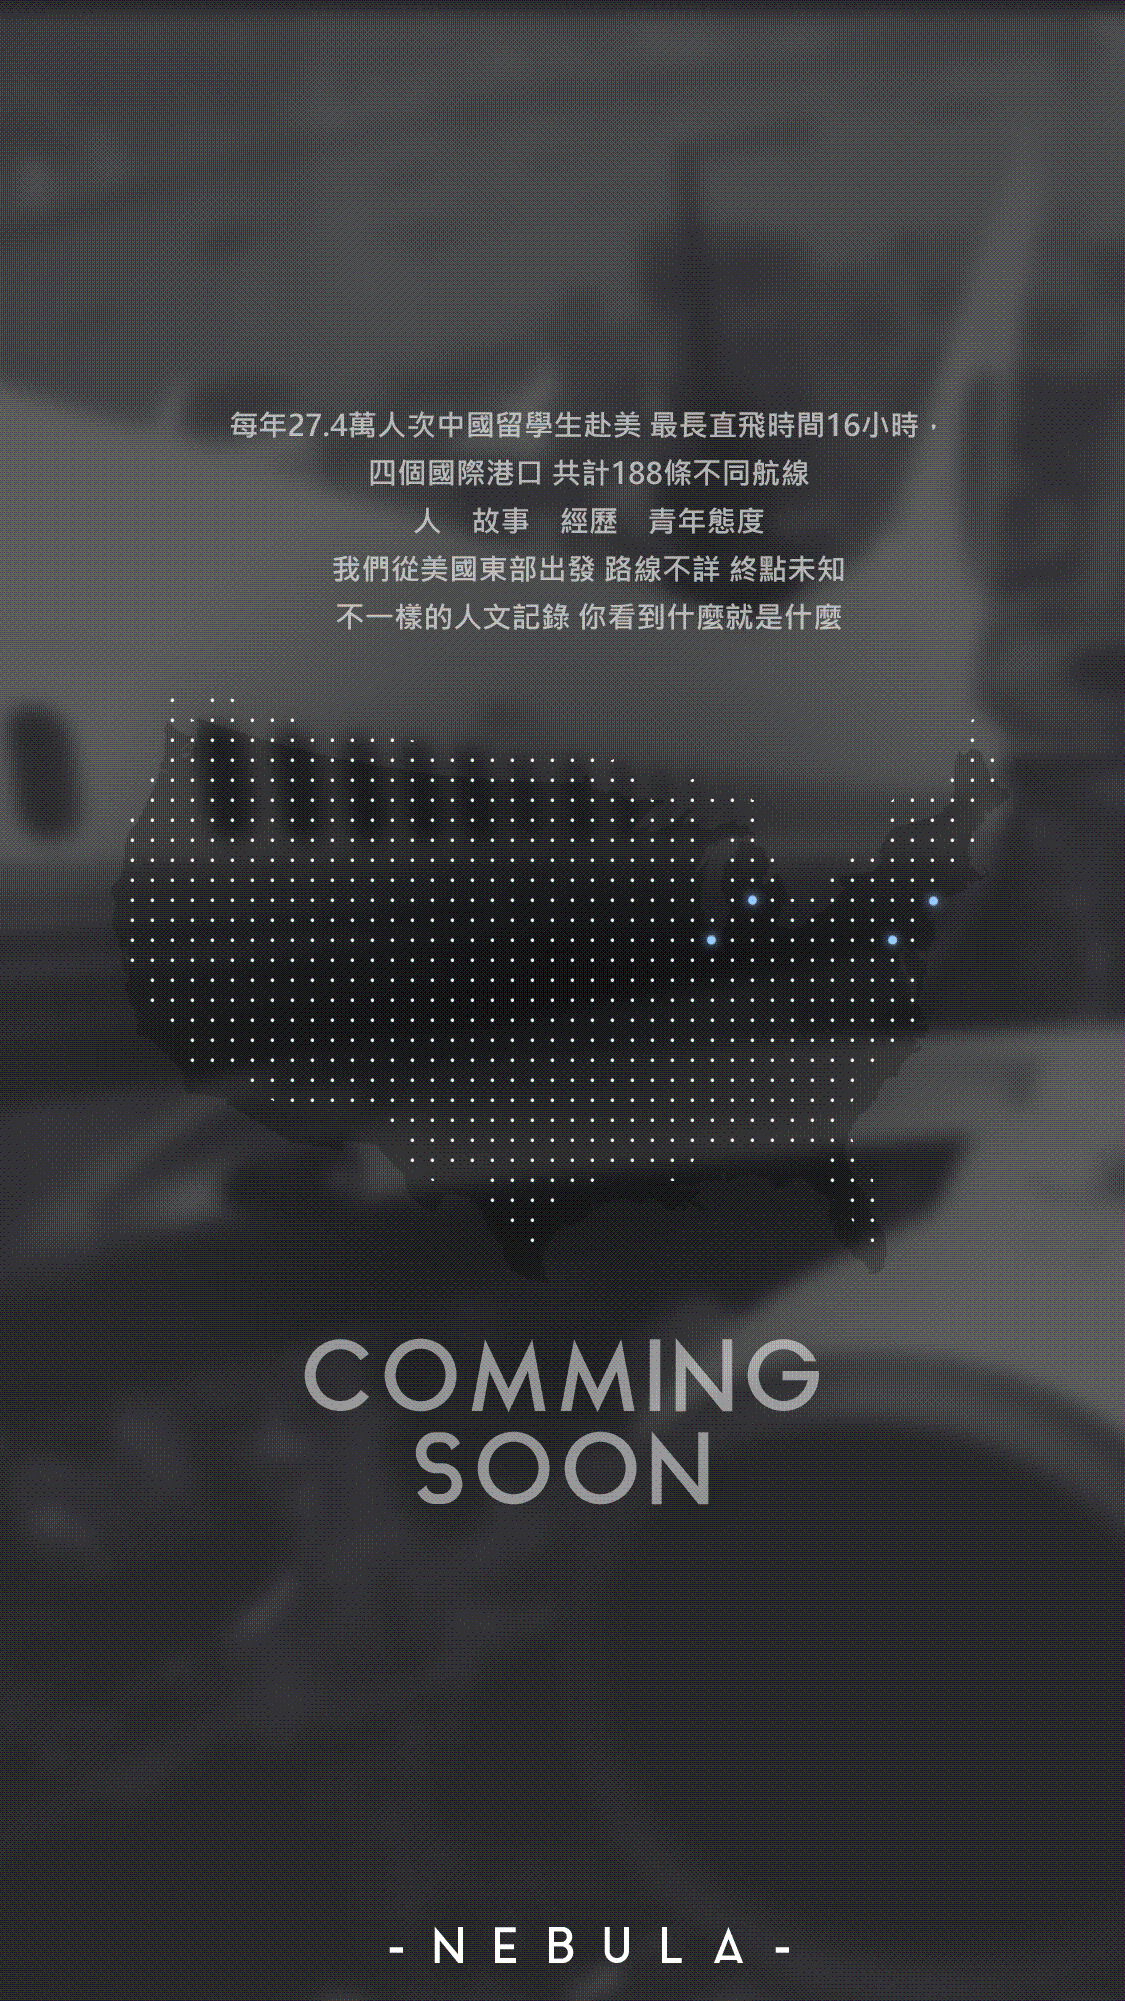 每年27.4萬人次中國留學生赴美 最長直飛時間16小時，
四個國際港口 共計188條不同航線
人　故事　經歷　青年態度
我們從美國東部出發 路線不詳 終點未知
不一樣的人文記錄 你看到什麼就是什麼
COMMING
SOON
- NEBULA -